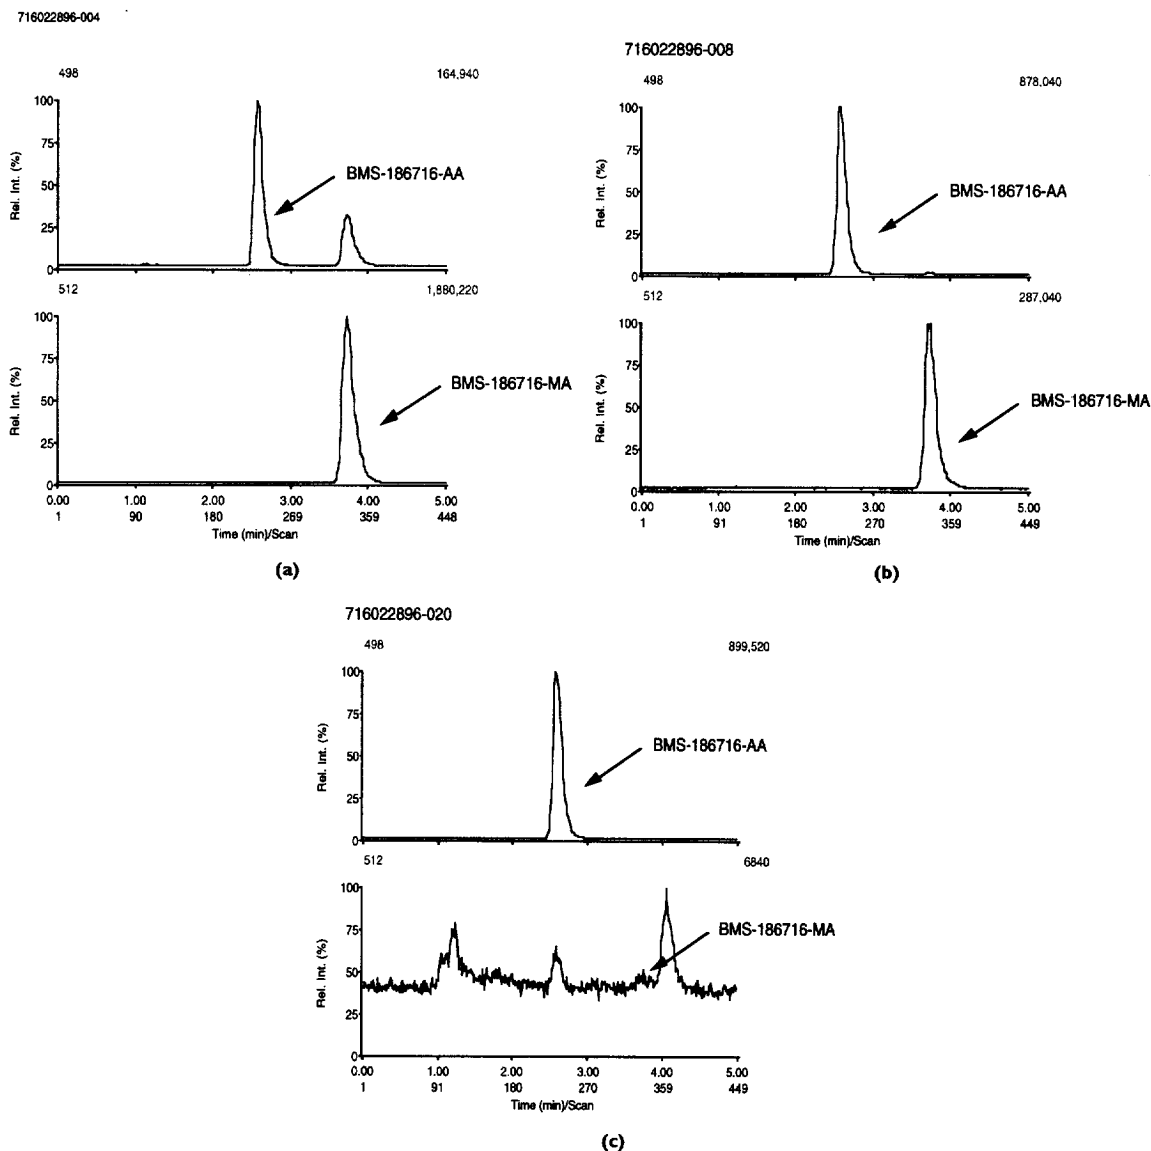 716022896-004
498 164,940
100
75
50
25
0
Rel. Int. (%)
BMS-186716-AA
512 1,880,220
100
75
50
25
0
Rel. Int. (%)
BMS-186716-MA
0.00 1.00 2.00 3.00 4.00 5.00
1 90 180 269 359 448
Time (min)/Scan
(a)
716022896-008
498 878,040
100
75
50
25
0
Rel. Int. (%)
BMS-186716-AA
512 287,040
100
75
50
25
0
Rel. Int. (%)
BMS-186716-MA
0.00 1.00 2.00 3.00 4.00 5.00
1 91 180 270 359 449
Time (min)/Scan
(b)
716022896-020
498 899,520
100
75
50
25
0
Rel. Int. (%)
BMS-186716-AA
512 6840
100
75
50
25
0
Rel. Int. (%)
BMS-186716-MA
0.00 1.00 2.00 3.00 4.00 5.00
1 91 180 270 359 449
Time (min)/Scan
(c)